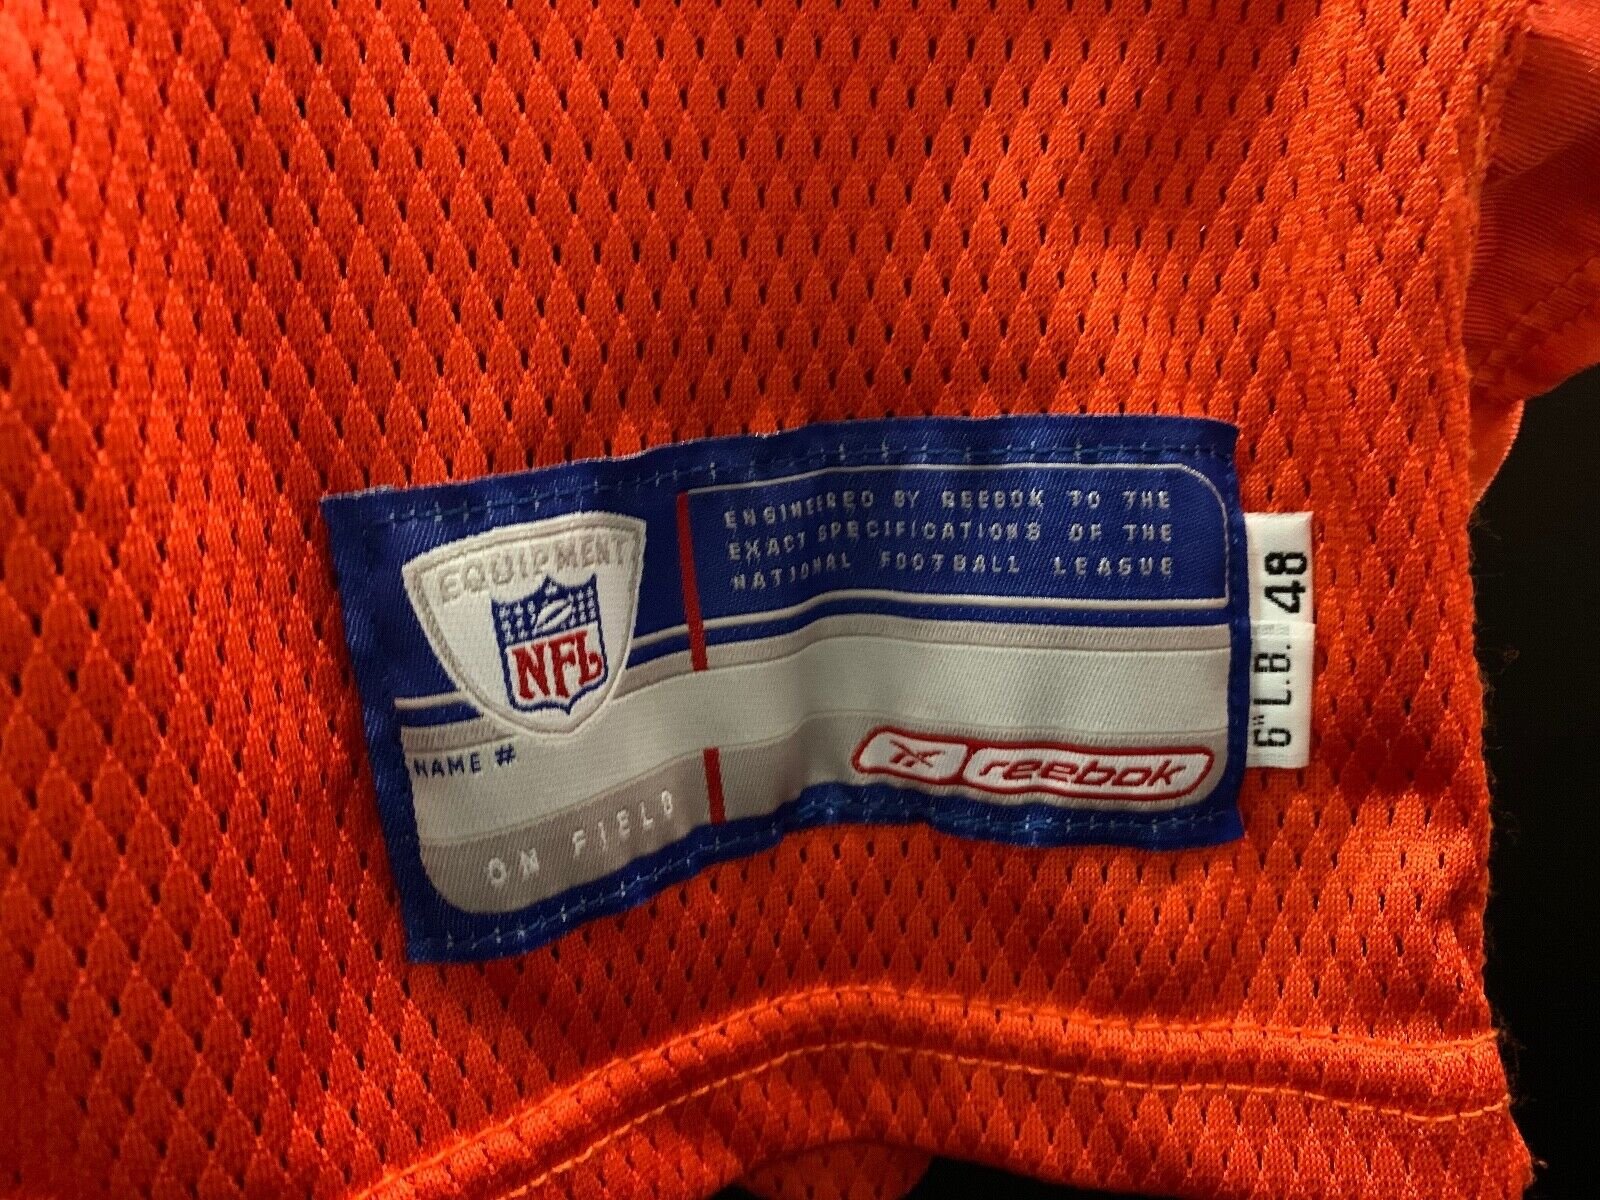 EQUIPMENT
NFL
ENGINEERED BY REEBOK TO THE
EXACT SPECIFICATIONS OF THE
NATIONAL FOOTBALL LEAGUE
NAME #
reebok
ON FIELD
48
6" L.B.